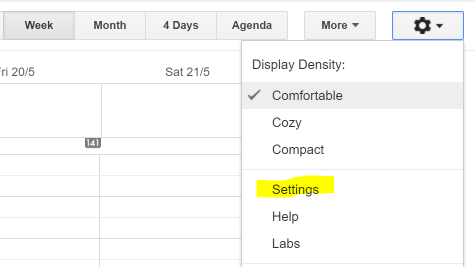 Week Month 4 Days Agenda More
Fri 20/5 Sat 21/5
141
Display Density:
Comfortable
Cozy
Compact
Settings
Help
Labs